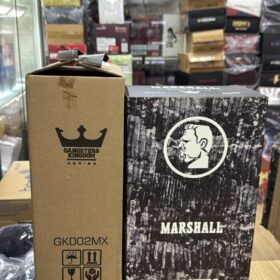 GANGSTERS
KINGDOM
SERIES
GK002MX
MARSHALL